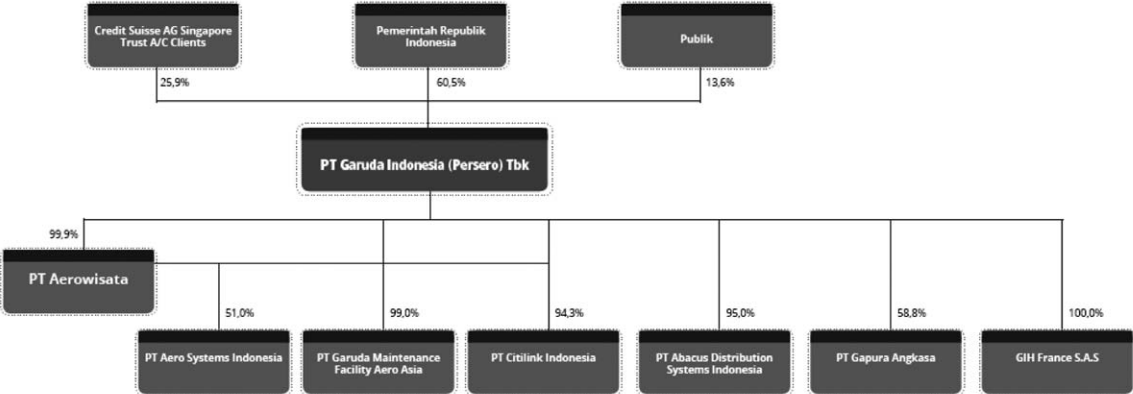 Credit Suisse AG Singapore
Trust A/C Clients
Pemerintah Republik
Indonesia
Publik
25,9%
60,5%
13,6%
PT Garuda Indonesia (Persero) Tbk
99,9%
PT Aerowisata
51,0%
99,0%
94,3%
95,0%
58,8%
100,0%
PT Aero Systems Indonesia
PT Garuda Maintenance
Facility Aero Asia
PT Citilink Indonesia
PT Abacus Distribution
Systems Indonesia
PT Gapura Angkasa
GIH France S.A.S